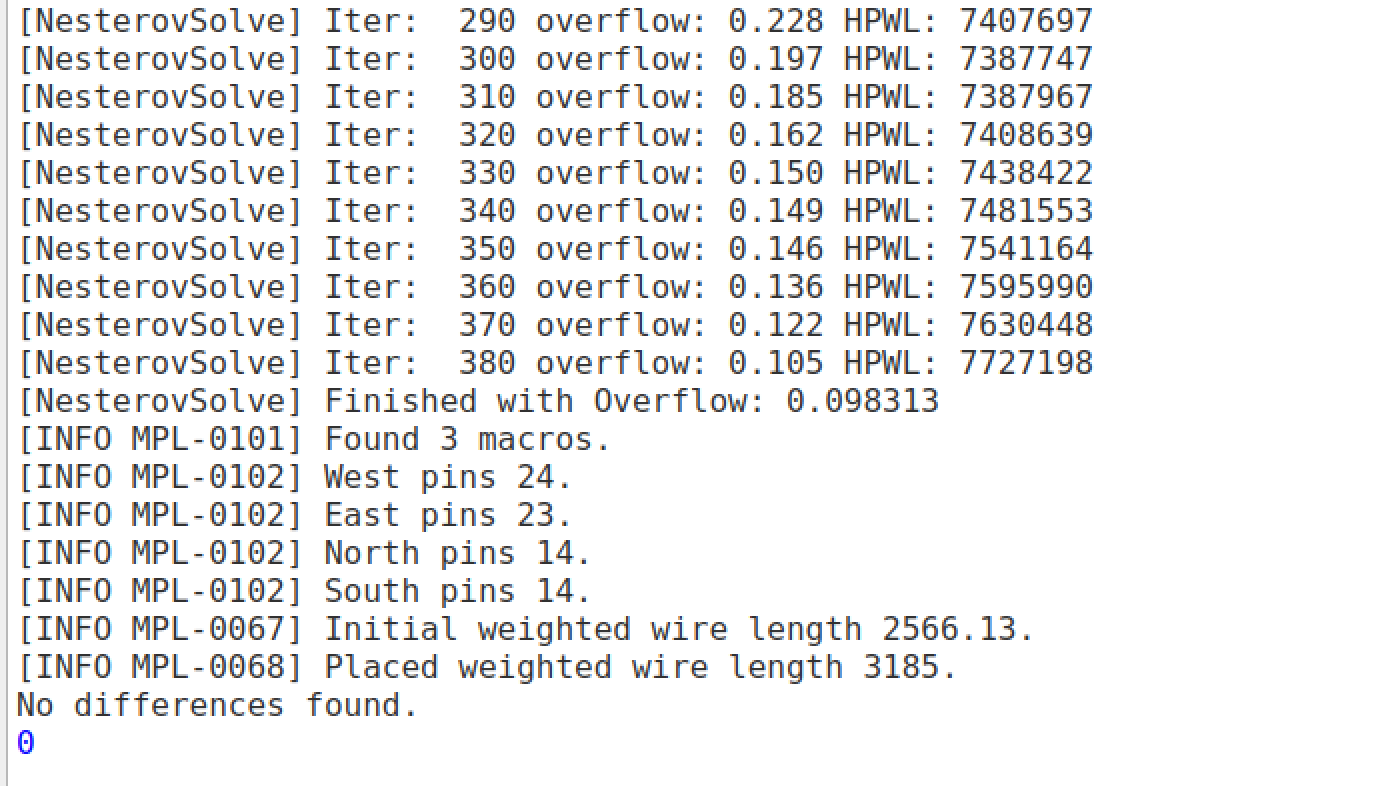 [NesterovSolve] Iter:  290 overflow: 0.228 HPWL: 7407697
[NesterovSolve] Iter:  300 overflow: 0.197 HPWL: 7387747
[NesterovSolve] Iter:  310 overflow: 0.185 HPWL: 7387967
[NesterovSolve] Iter:  320 overflow: 0.162 HPWL: 7408639
[NesterovSolve] Iter:  330 overflow: 0.150 HPWL: 7438422
[NesterovSolve] Iter:  340 overflow: 0.149 HPWL: 7481553
[NesterovSolve] Iter:  350 overflow: 0.146 HPWL: 7541164
[NesterovSolve] Iter:  360 overflow: 0.136 HPWL: 7595990
[NesterovSolve] Iter:  370 overflow: 0.122 HPWL: 7630448
[NesterovSolve] Iter:  380 overflow: 0.105 HPWL: 7727198
[NesterovSolve] Finished with Overflow: 0.098313
[INFO MPL-0101] Found 3 macros.
[INFO MPL-0102] West pins 24.
[INFO MPL-0102] East pins 23.
[INFO MPL-0102] North pins 14.
[INFO MPL-0102] South pins 14.
[INFO MPL-0067] Initial weighted wire length 2566.13.
[INFO MPL-0068] Placed weighted wire length 3185.
No differences found.
0